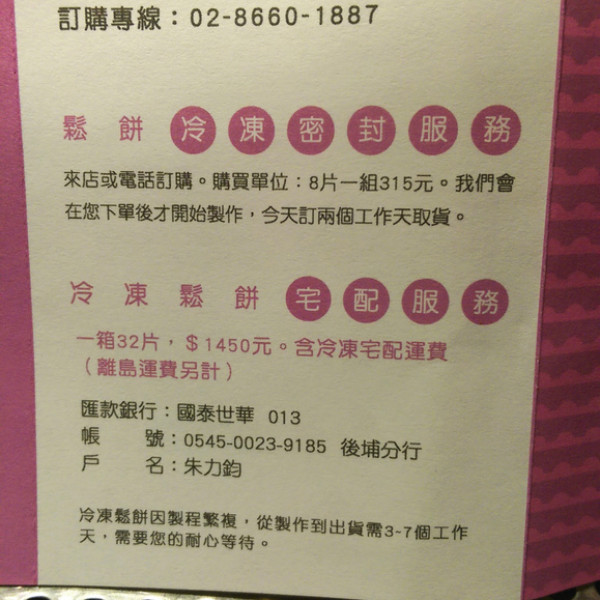 訂購專線：02-8660-1887
鬆餅冷凍密封服務
來店或電話訂購。購買單位：8片一組315元。我們會
在您下單後才開始製作，今天訂兩個工作天取貨。
冷凍鬆餅宅配服務
一箱32片，＄1450元。含冷凍宅配運費
（離島運費另計）
匯款銀行：國泰世華 013
帳　　號：0545-0023-9185 後埔分行
戶　　名：朱力鈞
冷凍鬆餅因製程繁複，從製作到出貨需3-7個工作
天，需要您的耐心等待。